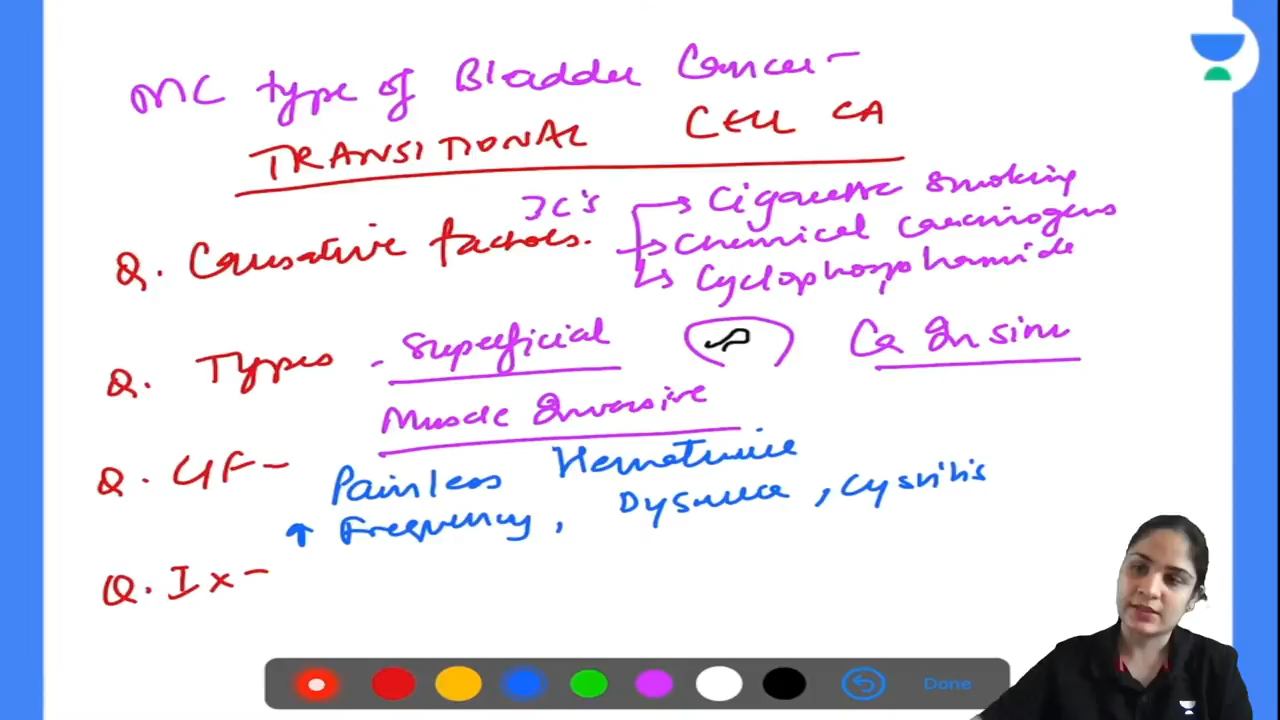 MC type of Bladder Cancer -
TRANSITIONAL CELL CA
Q. Causative factors. 3C's → Cigarette smoking
→ Chemical carcinogens
→ Cyclophosphamide
Q. Types - Superficial Ca In situ
Muscle Invasive
Q. C/F - Painless Hematuria
↑ Frequency, Dysuria, Cystitis
Q. Ix -
Done